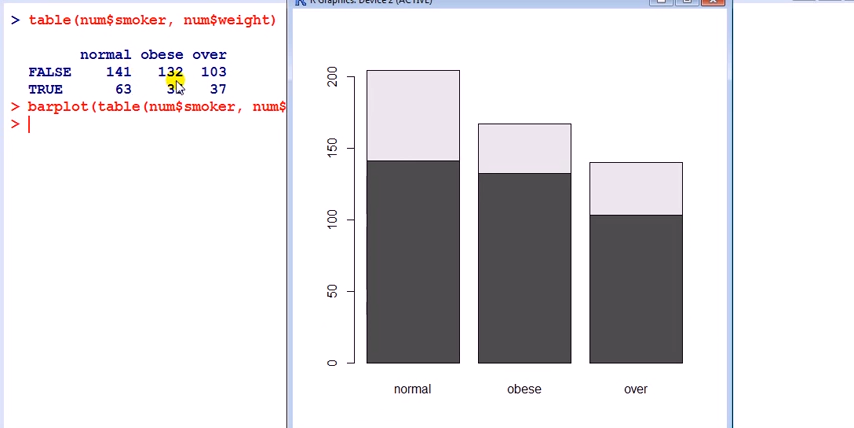 > table(num$smoker, num$weight)
normal obese over
FALSE 141 132 103
TRUE 63 37
> barplot(table(num$smoker, num$
>
R Graphics: Device 2 (ACTIVE)
200
150
100
50
0
normal obese over